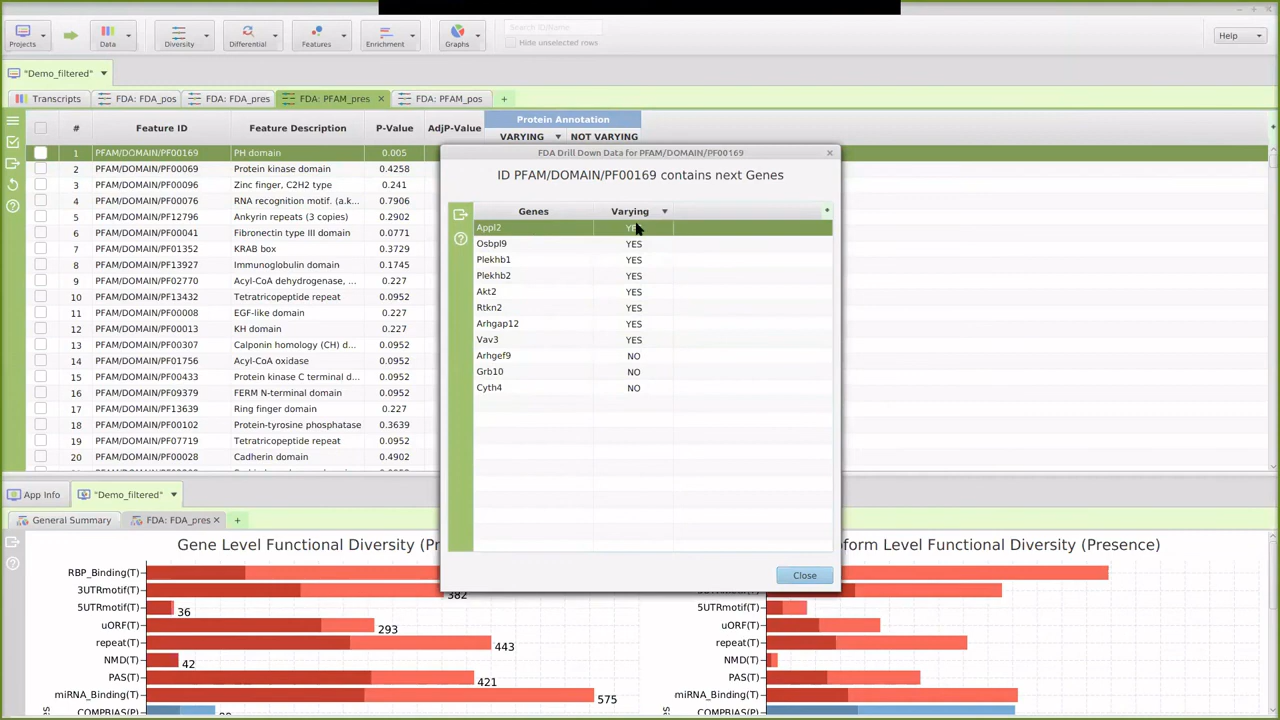 Projects
Data
Diversity
Differential
Features
Enrichment
Graphs
Search ID/Name
Hide unselected rows
Help
"Demo_filtered"
Transcripts
FDA: FDA_pos
FDA: FDA_pres
FDA: PFAM_pres
FDA: PFAM_pos
# Feature ID Feature Description P-Value AdjP-Value Protein Annotation
VARYING NOT VARYING
1 PFAM/DOMAIN/PF00169 PH domain 0.005
2 PFAM/DOMAIN/PF00069 Protein kinase domain 0.4258
3 PFAM/DOMAIN/PF00096 Zinc finger, C2H2 type 0.241
4 PFAM/DOMAIN/PF00076 RNA recognition motif. (a.k... 0.7906
5 PFAM/DOMAIN/PF12796 Ankyrin repeats (3 copies) 0.2902
6 PFAM/DOMAIN/PF00041 Fibronectin type III domain 0.0771
7 PFAM/DOMAIN/PF01352 KRAB box 0.3729
8 PFAM/DOMAIN/PF13927 Immunoglobulin domain 0.1745
9 PFAM/DOMAIN/PF02770 Acyl-CoA dehydrogenase, ... 0.227
10 PFAM/DOMAIN/PF13432 Tetratricopeptide repeat 0.0952
11 PFAM/DOMAIN/PF00008 EGF-like domain 0.227
12 PFAM/DOMAIN/PF00013 KH domain 0.227
13 PFAM/DOMAIN/PF00307 Calponin homology (CH) d... 0.0952
14 PFAM/DOMAIN/PF01756 Acyl-CoA oxidase 0.0952
15 PFAM/DOMAIN/PF00433 Protein kinase C terminal d... 0.0952
16 PFAM/DOMAIN/PF09379 FERM N-terminal domain 0.0952
17 PFAM/DOMAIN/PF13639 Ring finger domain 0.227
18 PFAM/DOMAIN/PF00102 Protein-tyrosine phosphatase 0.3639
19 PFAM/DOMAIN/PF07719 Tetratricopeptide repeat 0.0952
20 PFAM/DOMAIN/PF00028 Cadherin domain 0.4902
FDA Drill Down Data for PFAM/DOMAIN/PF00169
ID PFAM/DOMAIN/PF00169 contains next Genes
Genes Varying
Appl2 YES
Osbpl9 YES
Plekhb1 YES
Plekhb2 YES
Akt2 YES
Rtkn2 YES
Arhgap12 YES
Vav3 YES
Arhgef9 NO
Grb10 NO
Cyth4 NO
Close
App Info
"Demo_filtered"
General Summary
FDA: FDA_pres
Gene Level Functional Diversity (P
RBP_Binding(T)
3UTRmotif(T) 382
5UTRmotif(T) 36
uORF(T) 293
repeat(T) 443
NMD(T) 42
PAS(T) 421
miRNA_Binding(T) 575
COMPBIAS(P)
oform Level Functional Diversity (Presence)
5UTRmotif(T)
uORF(T)
repeat(T)
NMD(T)
PAS(T)
miRNA_Binding(T)
COMPBIAS(P)